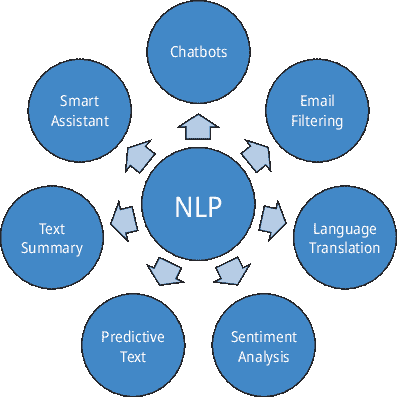 Chatbots
Smart
Assistant
Email
Filtering
NLP
Text
Summary
Language
Translation
Predictive
Text
Sentiment
Analysis